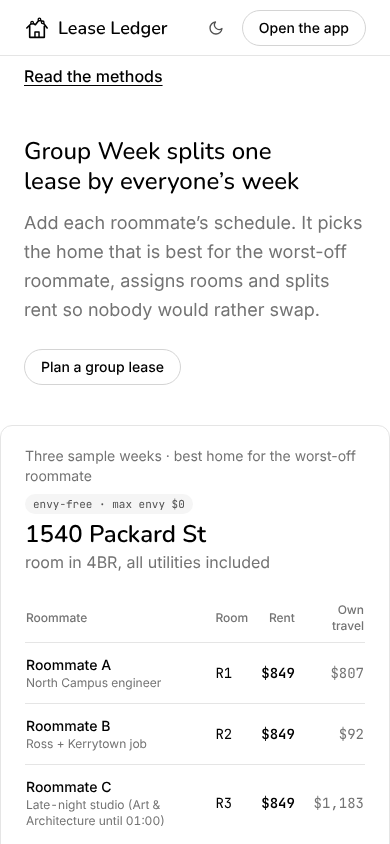 Lease Ledger
Open the app
Read the methods
Group Week splits one
lease by everyone’s week
Add each roommate’s schedule. It picks
the home that is best for the worst-off
roommate, assigns rooms and splits
rent so nobody would rather swap.
Plan a group lease
Three sample weeks · best home for the worst-off
roommate
envy-free · max envy $0
1540 Packard St
room in 4BR, all utilities included
Roommate Room Rent Own
travel
Roommate A R1 $849 $807
North Campus engineer
Roommate B R2 $849 $92
Ross + Kerrytown job
Roommate C R3 $849 $1,183
Late-night studio (Art &
Architecture until 01:00)